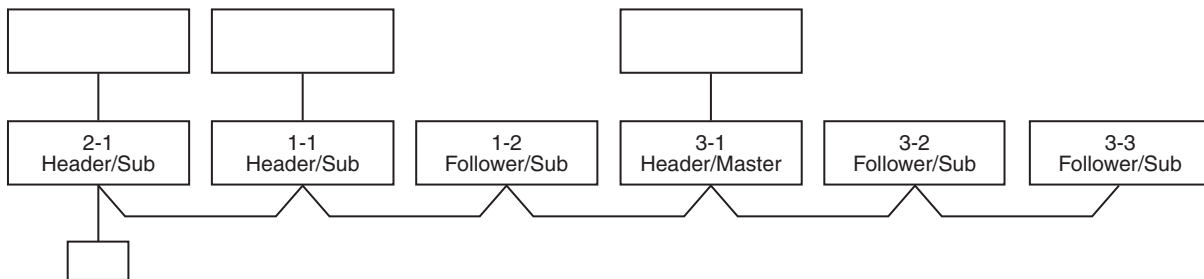 2-1
Header/Sub
1-1
Header/Sub
1-2
Follower/Sub
3-1
Header/Master
3-2
Follower/Sub
3-3
Follower/Sub